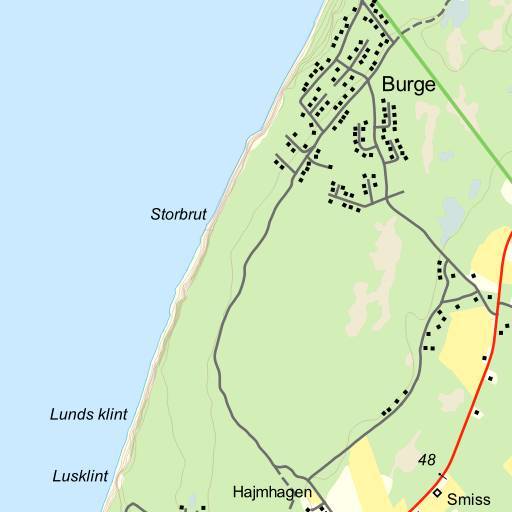 Burge
Storbrut
Lunds klint
Lusklint
48
Hajmhagen
Smiss